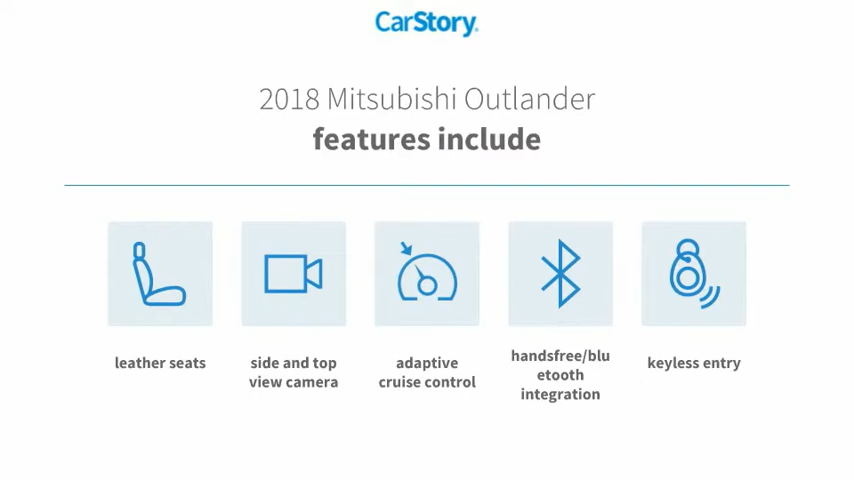 CarStory.
2018 Mitsubishi Outlander
features include
leather seats
side and top
view camera
adaptive
cruise control
handsfree/blu
etooth
integration
keyless entry